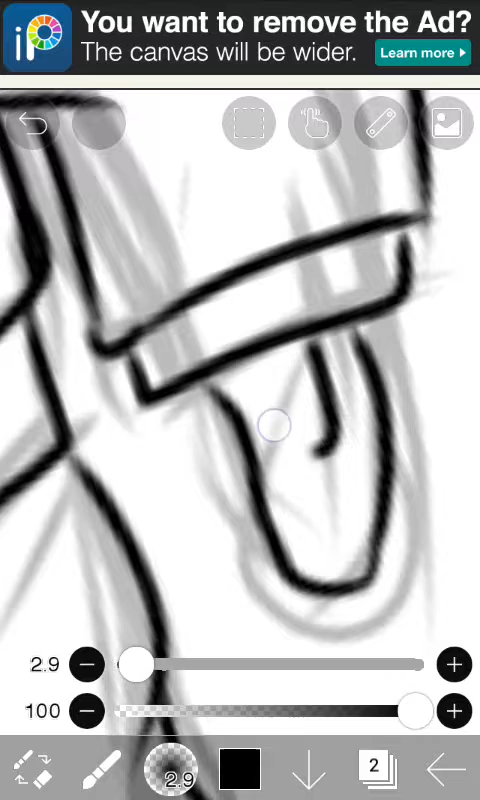 iP
You want to remove the Ad?
The canvas will be wider.
Learn more
2.9
100
2.9
2